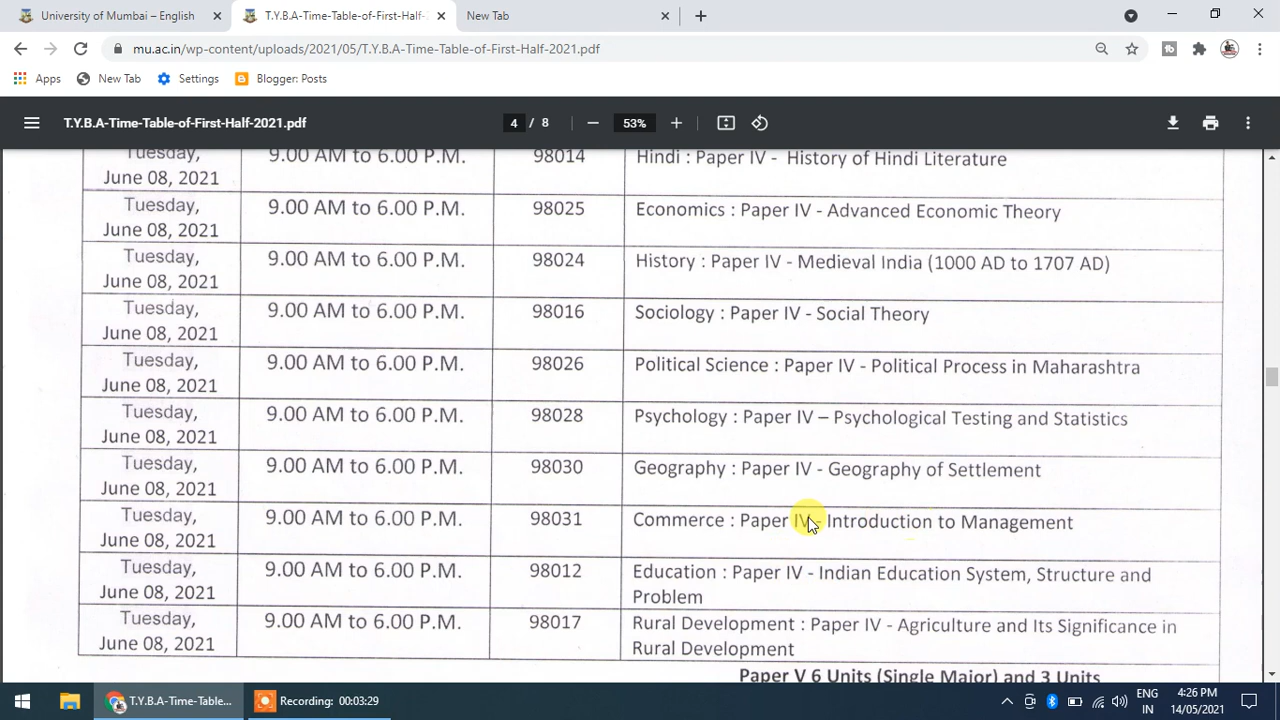 University of Mumbai – English
T.Y.B.A-Time-Table-of-First-Half-
New Tab
mu.ac.in/wp-content/uploads/2021/05/T.Y.B.A-Time-Table-of-First-Half-2021.pdf
Apps
New Tab
Settings
Blogger: Posts
T.Y.B.A-Time-Table-of-First-Half-2021.pdf
4 / 8
53%
Tuesday, 9.00 AM to 6.00 P.M. 98014 Hindi : Paper IV - History of Hindi Literature
June 08, 2021
Tuesday, 9.00 AM to 6.00 P.M. 98025 Economics : Paper IV - Advanced Economic Theory
June 08, 2021
Tuesday, 9.00 AM to 6.00 P.M. 98024 History : Paper IV - Medieval India (1000 AD to 1707 AD)
June 08, 2021
Tuesday, 9.00 AM to 6.00 P.M. 98016 Sociology : Paper IV - Social Theory
June 08, 2021
Tuesday, 9.00 AM to 6.00 P.M. 98026 Political Science : Paper IV - Political Process in Maharashtra
June 08, 2021
Tuesday, 9.00 AM to 6.00 P.M. 98028 Psychology : Paper IV – Psychological Testing and Statistics
June 08, 2021
Tuesday, 9.00 AM to 6.00 P.M. 98030 Geography : Paper IV - Geography of Settlement
June 08, 2021
Tuesday, 9.00 AM to 6.00 P.M. 98031 Commerce : Paper IV - Introduction to Management
June 08, 2021
Tuesday, 9.00 AM to 6.00 P.M. 98012 Education : Paper IV - Indian Education System, Structure and
June 08, 2021 Problem
Tuesday, 9.00 AM to 6.00 P.M. 98017 Rural Development : Paper IV - Agriculture and Its Significance in
June 08, 2021 Rural Development
Paper V 6 Units (Single Major) and 3 Units
T.Y.B.A-Time-Table...
Recording: 00:03:29
ENG
IN
4:26 PM
14/05/2021